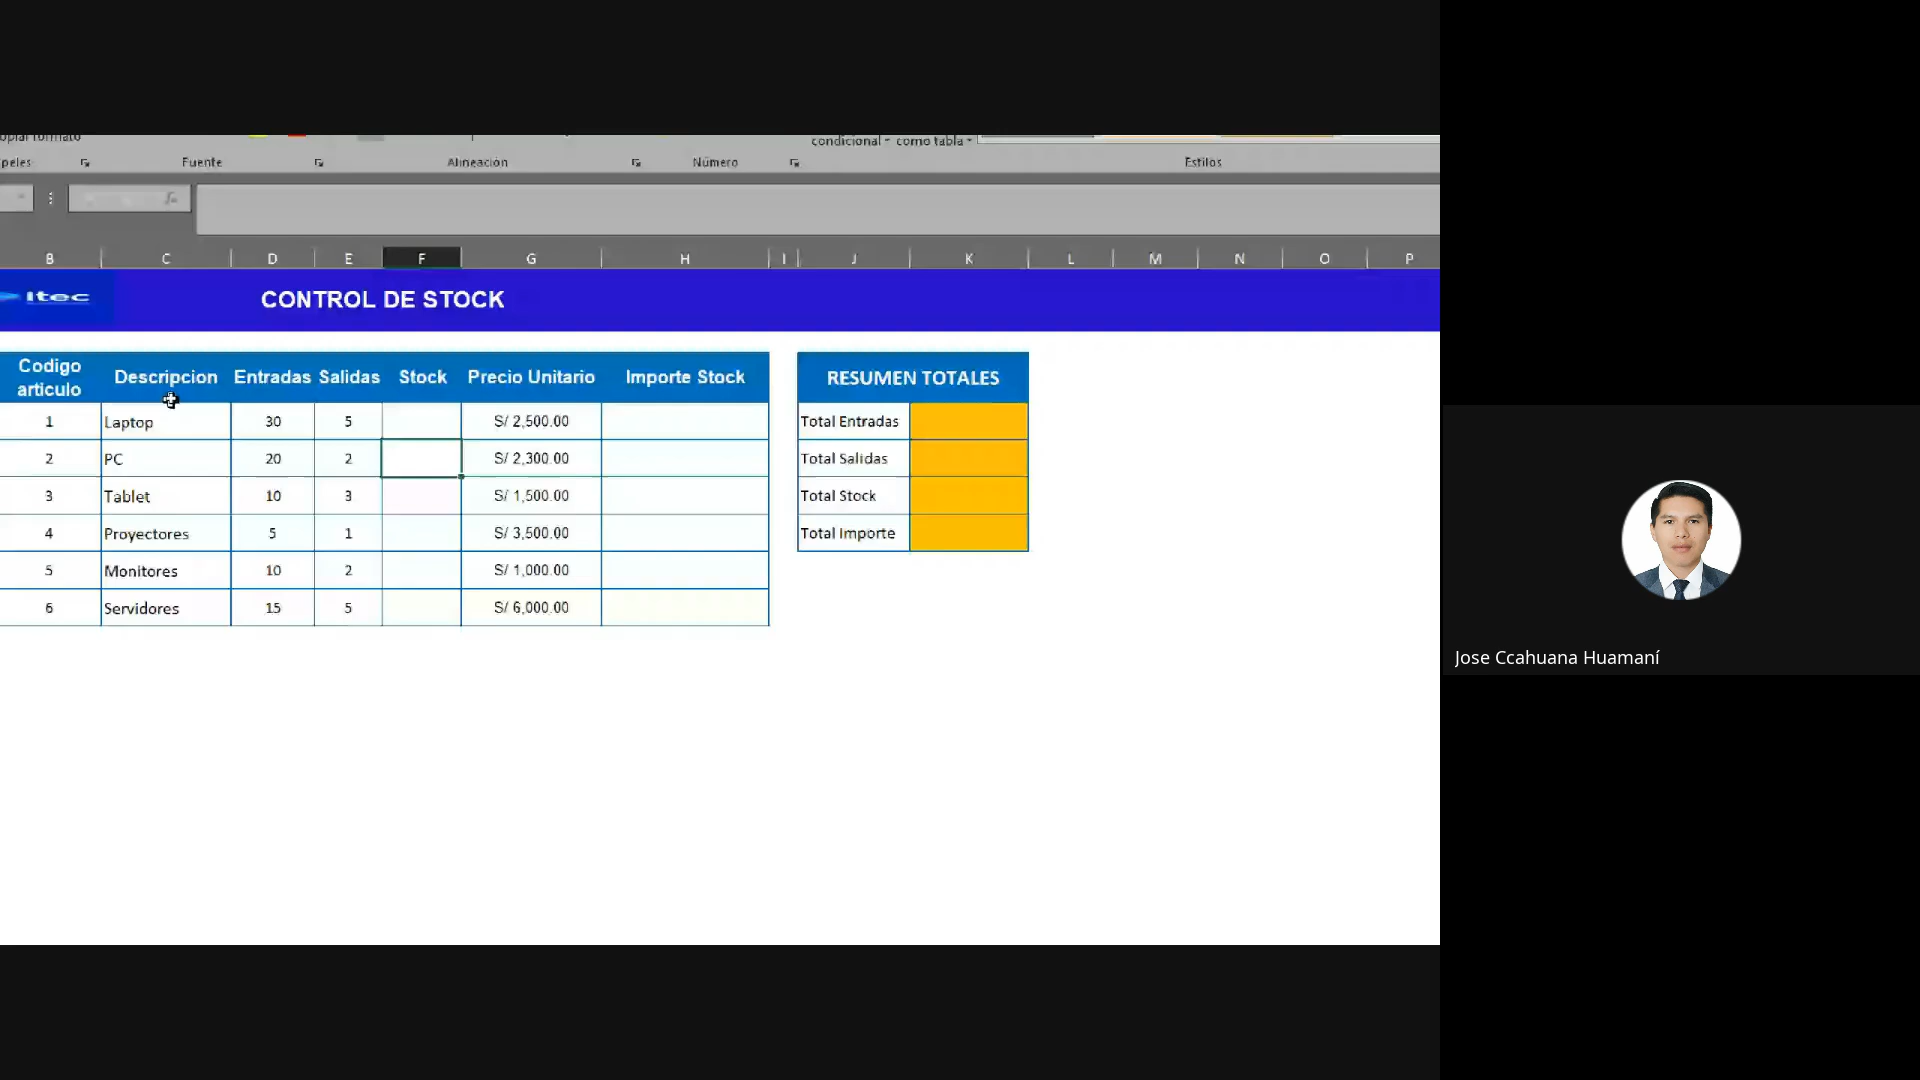 opiar formato
condicional como tabla
peles Fuente Alineación Número Estilos
fx
B C D E F G H I J K L M N O P
Itec CONTROL DE STOCK
Codigo articulo Descripcion Entradas Salidas Stock Precio Unitario Importe Stock
1 Laptop 30 5 S/ 2,500.00
2 PC 20 2 S/ 2,300.00
3 Tablet 10 3 S/ 1,500.00
4 Proyectores 5 1 S/ 3,500.00
5 Monitores 10 2 S/ 1,000.00
6 Servidores 15 5 S/ 6,000.00
RESUMEN TOTALES
Total Entradas
Total Salidas
Total Stock
Total Importe
Jose Ccahuana Huamaní